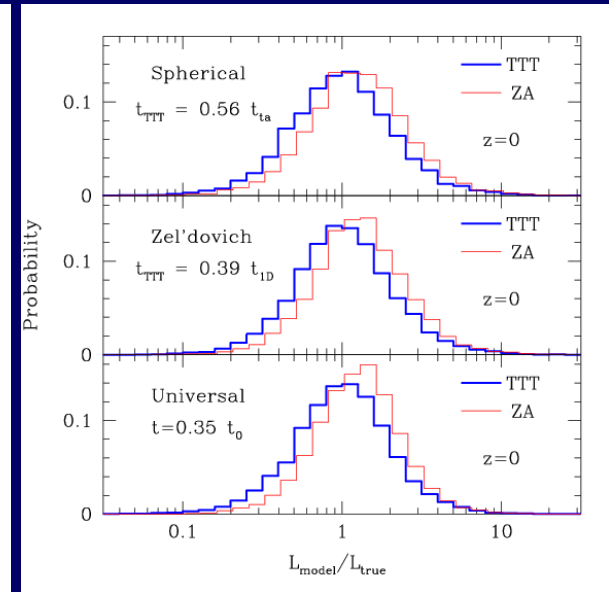 Spherical
t_TTT = 0.56 t_ta
TTT
ZA
z=0
0.1
0
Zel'dovich
t_TTT = 0.39 t_1D
TTT
ZA
z=0
0.1
0
Universal
t=0.35 t_0
TTT
ZA
z=0
0.1
0
Probability
0.1 1 10
L_model/L_true